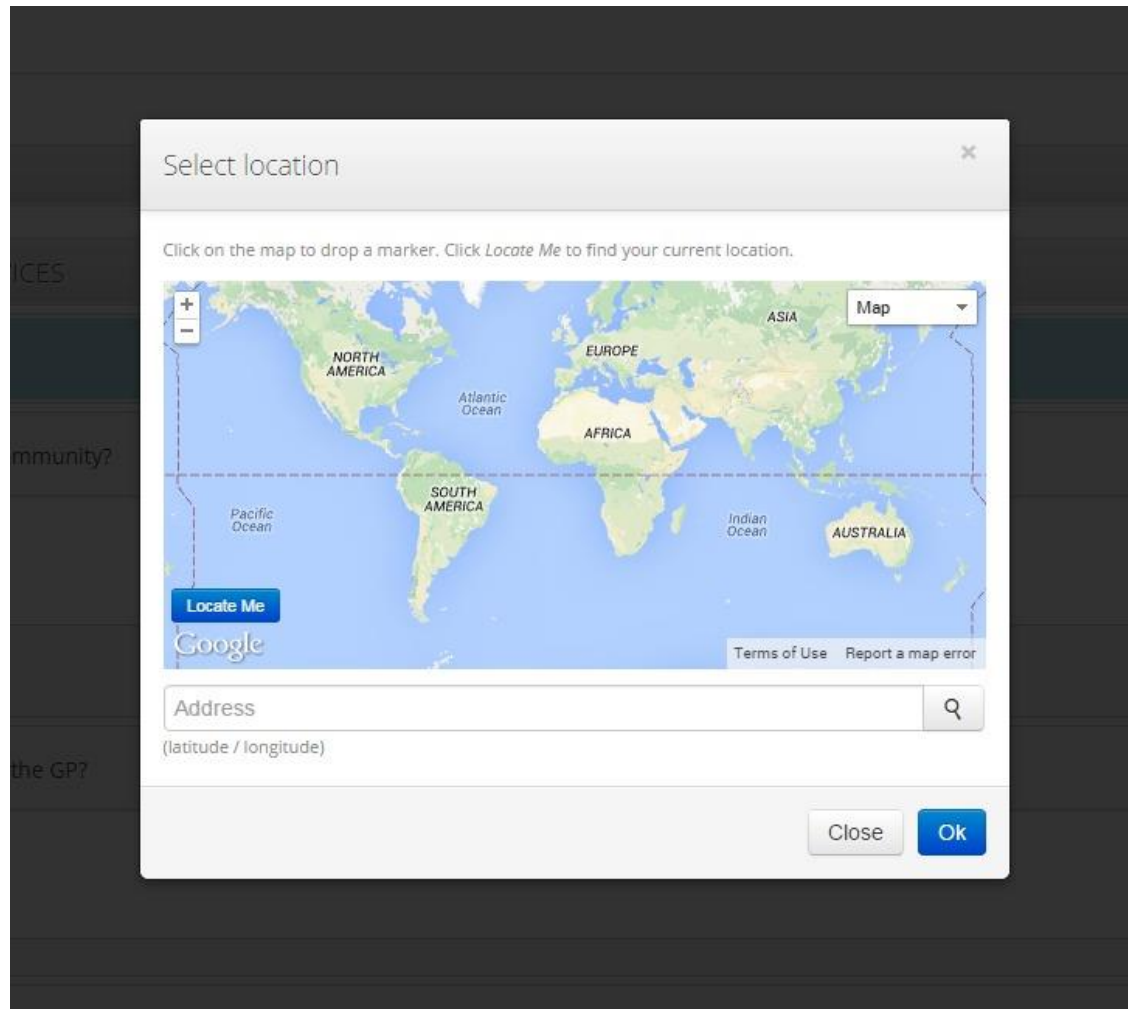 Select location
×
Click on the map to drop a marker. Click Locate Me to find your current location.
ICES
+
−
Map
ASIA
NORTH
AMERICA
EUROPE
Atlantic
Ocean
AFRICA
mmunity?
SOUTH
AMERICA
Pacific
Ocean
Indian
Ocean
AUSTRALIA
Locate Me
Google
Terms of Use Report a map error
Address
(latitude / longitude)
the GP?
Close Ok